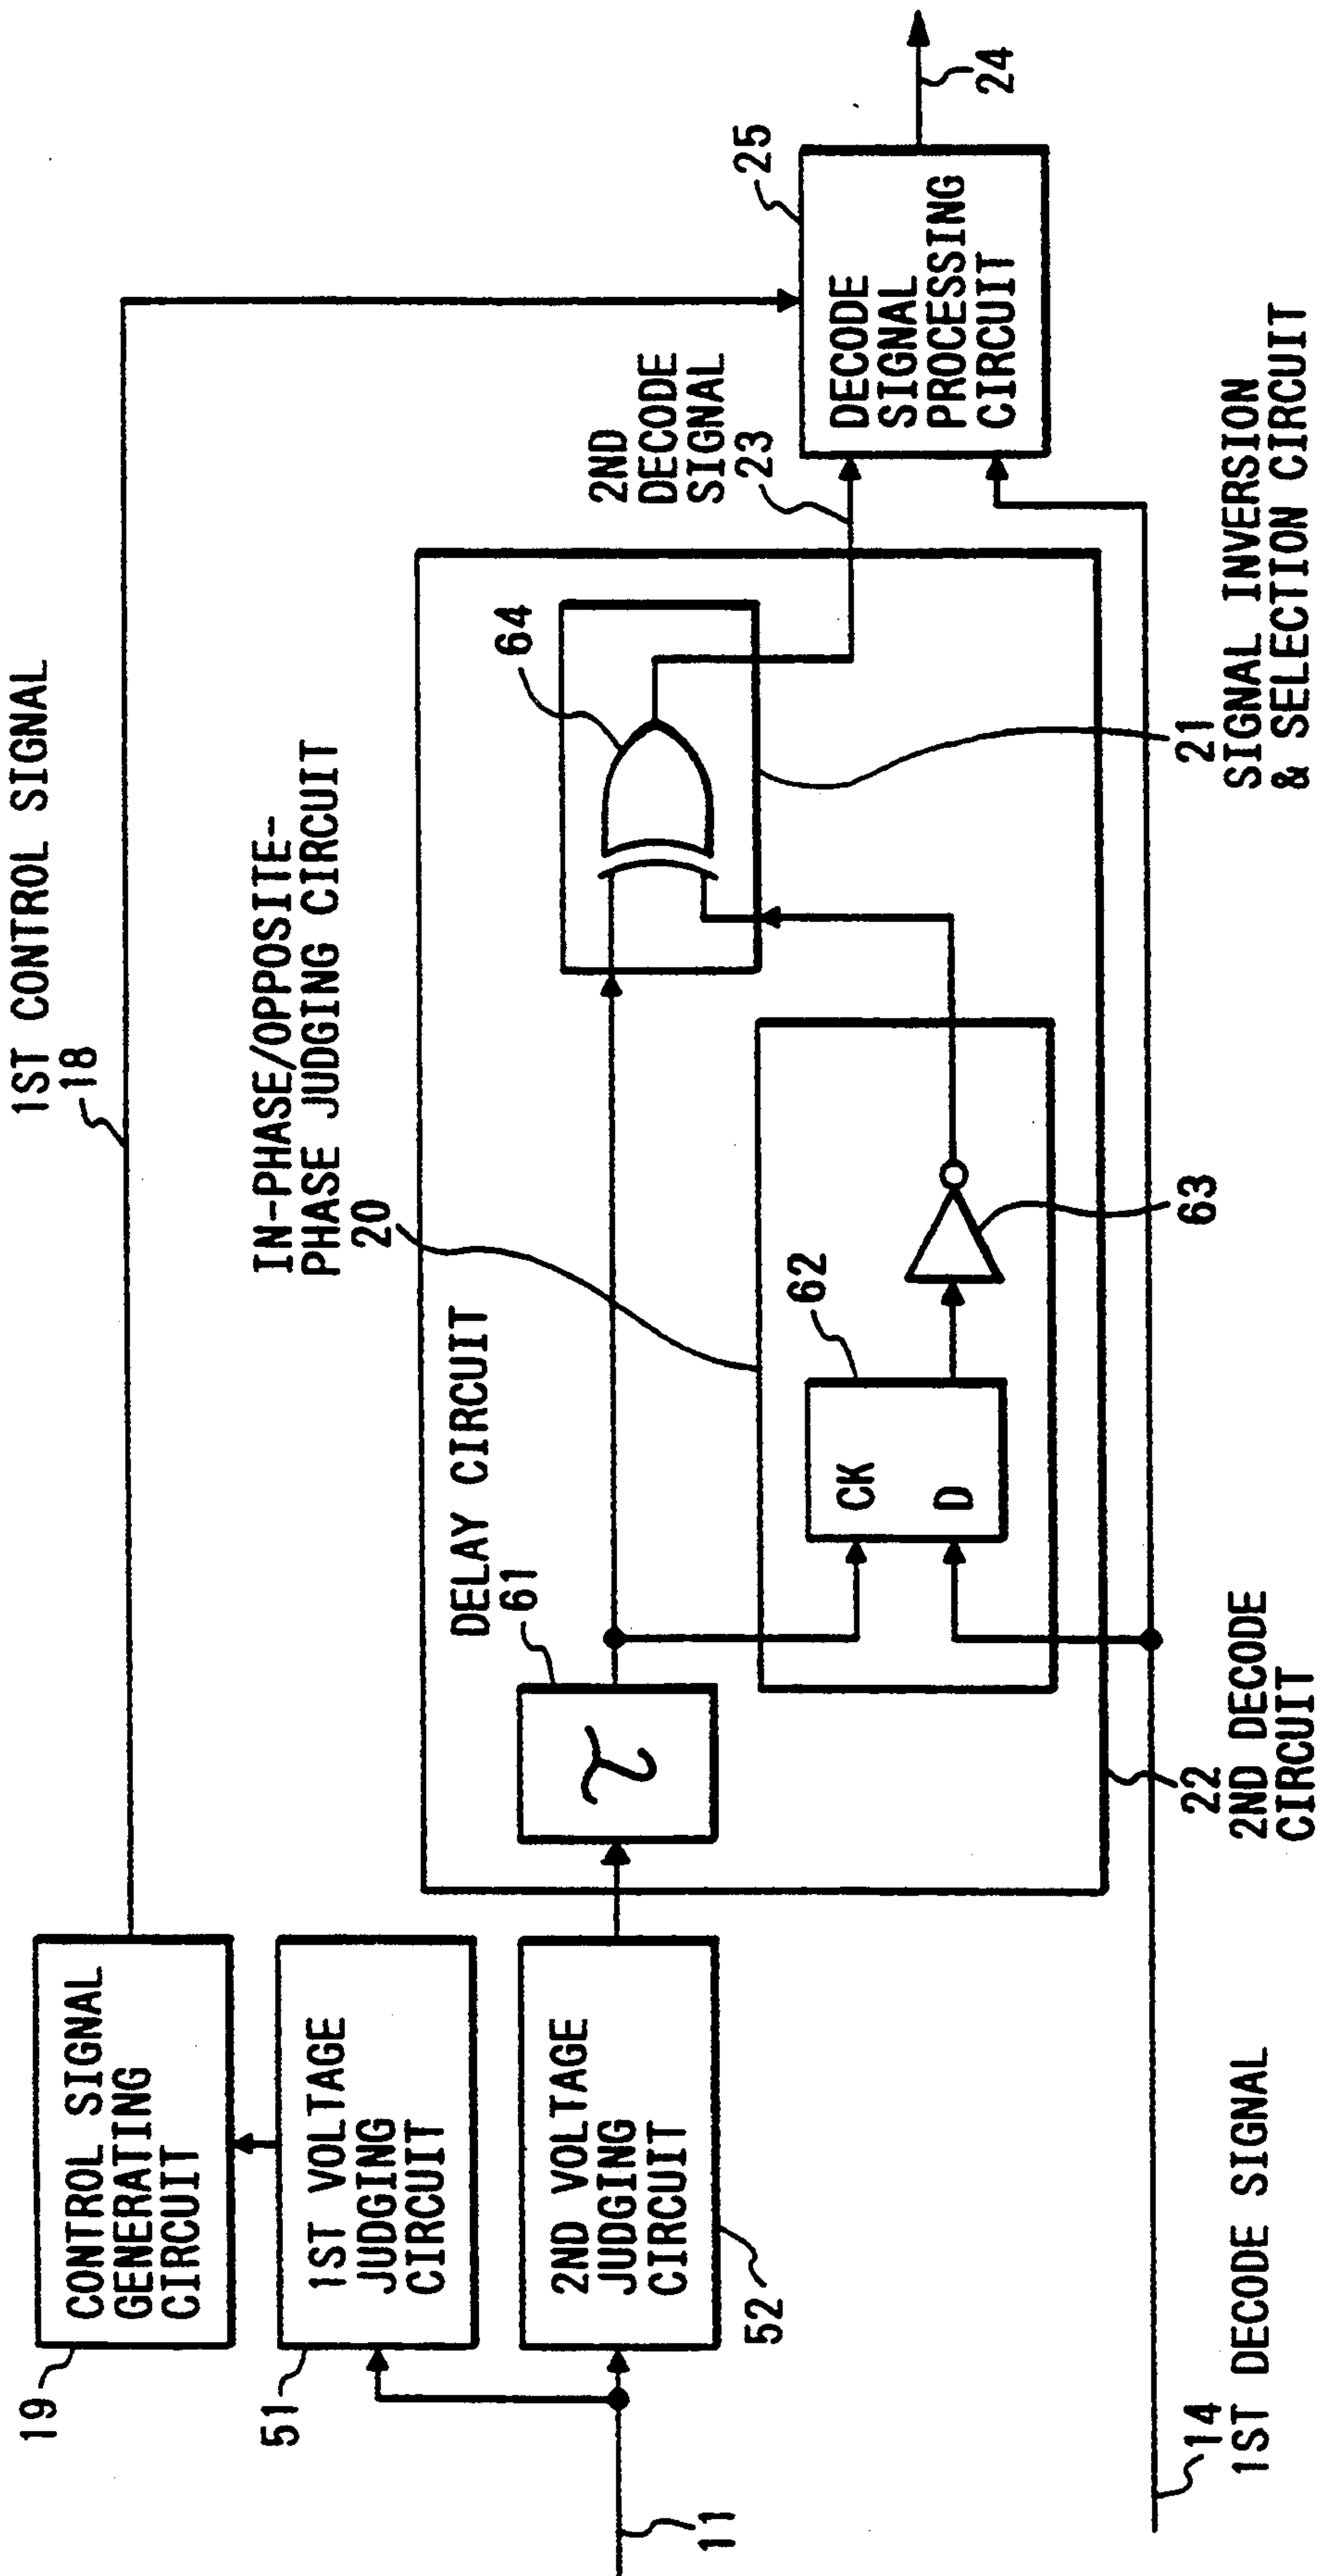 1ST CONTROL SIGNAL
18
IN-PHASE/OPPOSITE-
PHASE JUDGING CIRCUIT
20
19
CONTROL SIGNAL
GENERATING
CIRCUIT
51
1ST VOLTAGE
JUDGING
CIRCUIT
2ND VOLTAGE
JUDGING
CIRCUIT
52
11
DELAY CIRCUIT
61
τ
62
CK
D
63
64
2ND
DECODE
SIGNAL
23
25
DECODE
SIGNAL
PROCESSING
CIRCUIT
24
14
1ST DECODE SIGNAL
22
2ND DECODE
CIRCUIT
21
SIGNAL INVERSION
& SELECTION CIRCUIT